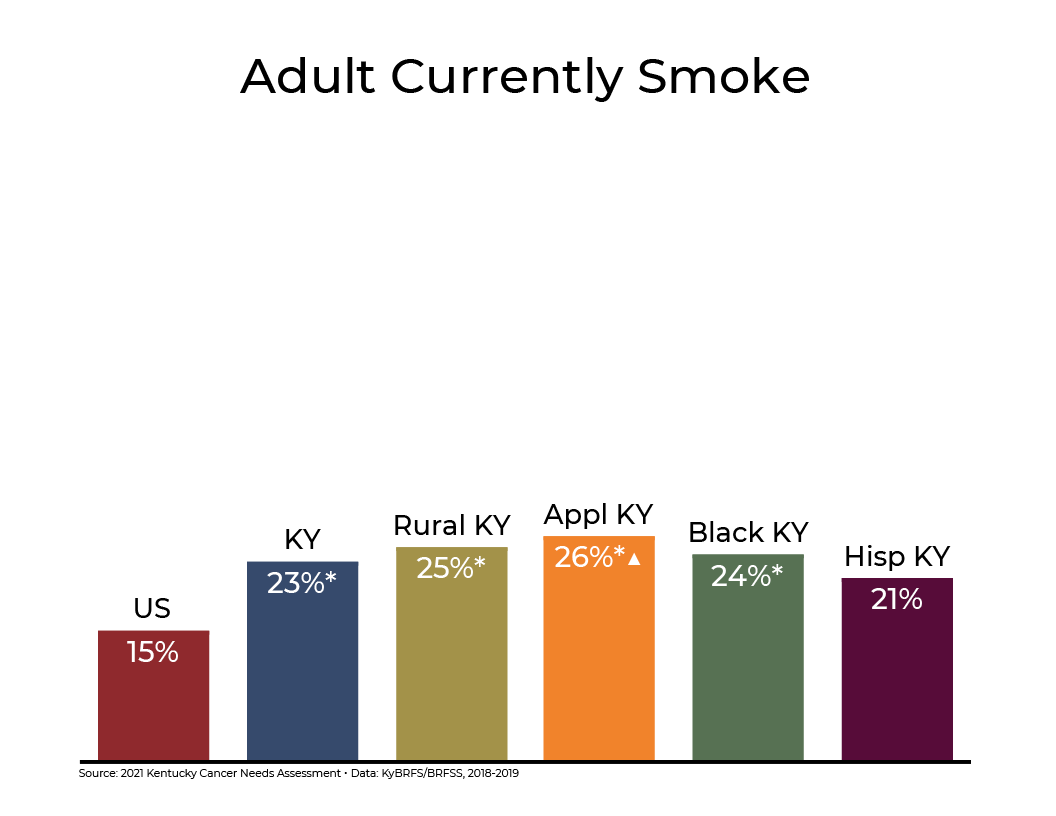 Adult Currently Smoke
US
15%
KY
23%*
Rural KY
25%*
Appl KY
26%*▲
Black KY
24%*
Hisp KY
21%
Source: 2021 Kentucky Cancer Needs Assessment • Data: KyBRFS/BRFSS, 2018-2019